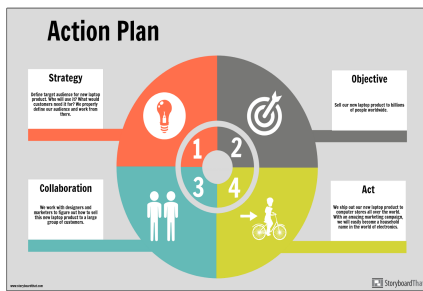 Action Plan
Strategy
Define target audience for new laptop
product. Who will use it? What would
customers need it for? We properly
define our audience and work from
there.
Objective
Sell our new laptop product to billions
of people worldwide.
1
2
3
4
Collaboration
We work with designers and
marketers to figure out how to sell
this new laptop product to a large
group of customers.
Act
We ship out our new laptop product to
computer stores all over the world.
With an amazing marketing campaign,
we will easily become a household
name in the world of electronics.
www.storyboardthat.com
StoryboardThat